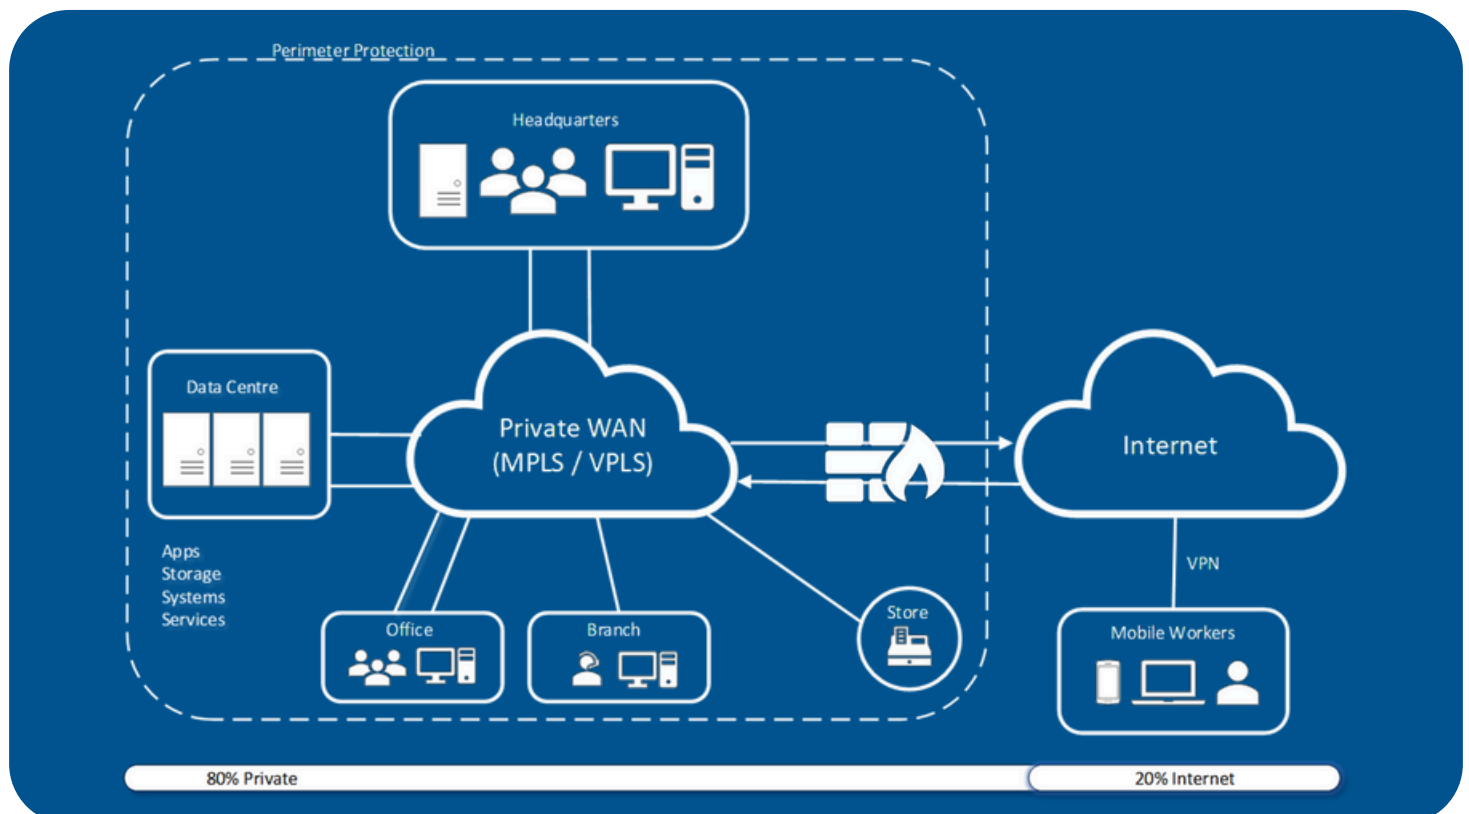 Perimeter Protection
Headquarters
Data Centre
Private WAN
(MPLS / VPLS)
Internet
Apps
Storage
Systems
Services
VPN
Office
Branch
Store
Mobile Workers
80% Private
20% Internet